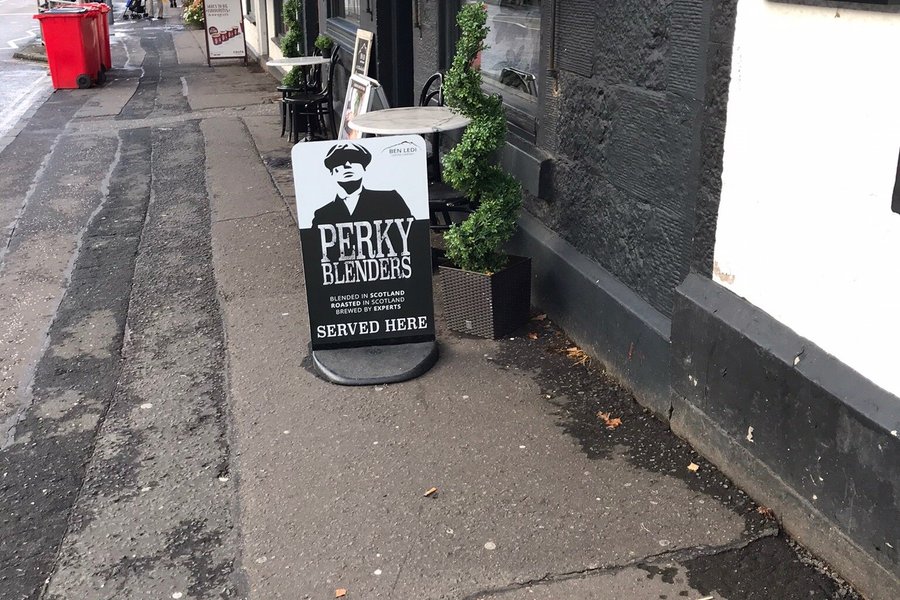 BEN LEDI
PERKY
BLENDERS
BLENDED IN SCOTLAND
ROASTED IN SCOTLAND
BREWED BY EXPERTS
SERVED HERE